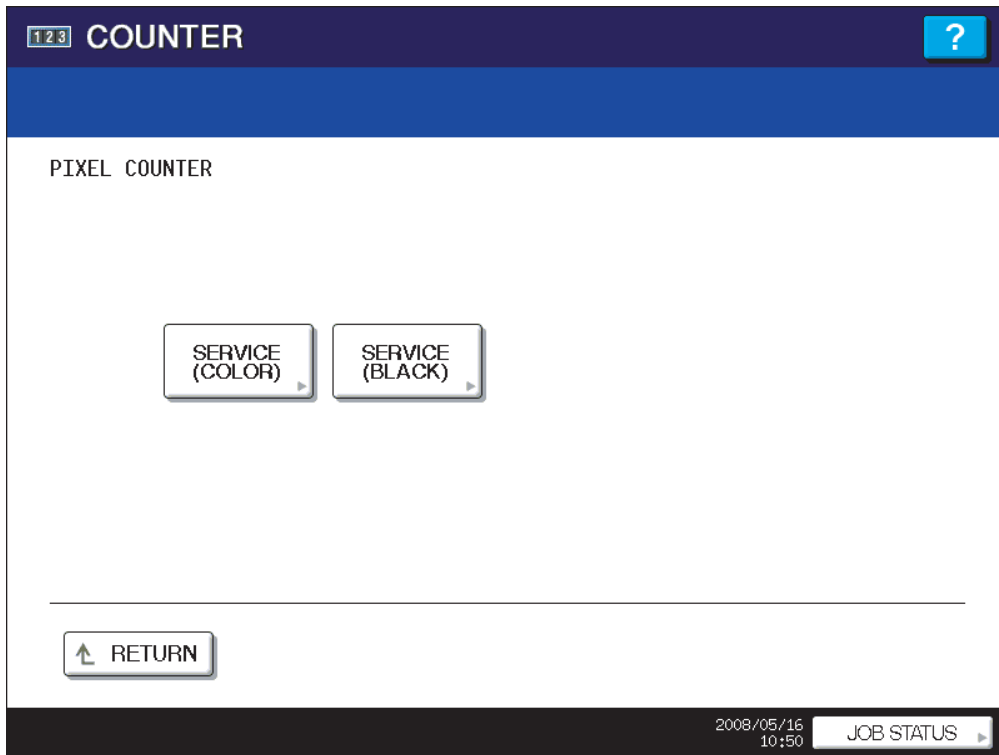 123 COUNTER
?
PIXEL COUNTER
SERVICE
(COLOR)
SERVICE
(BLACK)
RETURN
2008/05/16
10:50
JOB STATUS